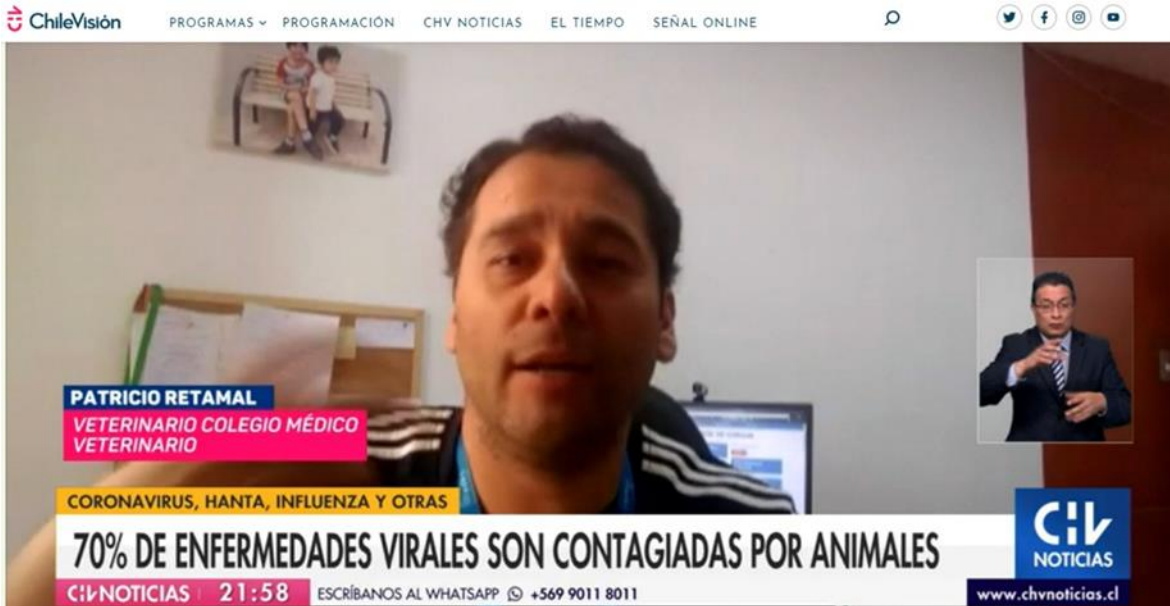 ChileVisión PROGRAMAS PROGRAMACIÓN CHV NOTICIAS EL TIEMPO SEÑAL ONLINE
PATRICIO RETAMAL
VETERINARIO COLEGIO MÉDICO
VETERINARIO
CORONAVIRUS, HANTA, INFLUENZA Y OTRAS
70% DE ENFERMEDADES VIRALES SON CONTAGIADAS POR ANIMALES
CHV
NOTICIAS
CHV NOTICIAS 21:58 ESCRÍBANOS AL WHATSAPP +569 9011 8011
www.chvnoticias.cl